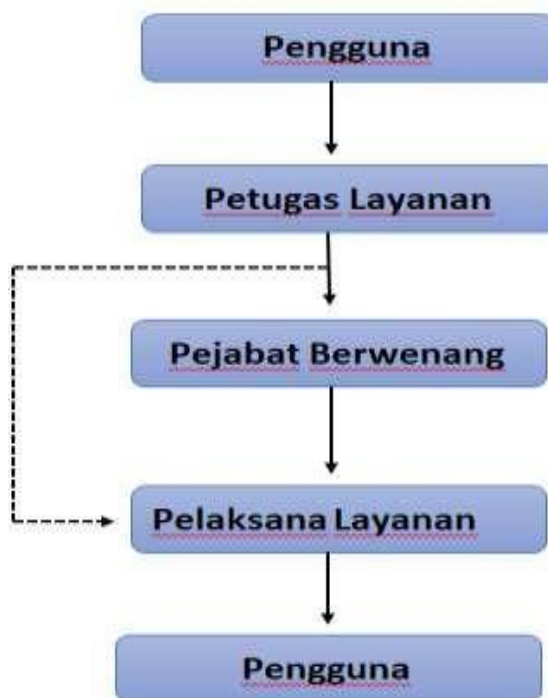 Pengguna
Petugas Layanan
Pejabat Berwenang
Pelaksana Layanan
Pengguna